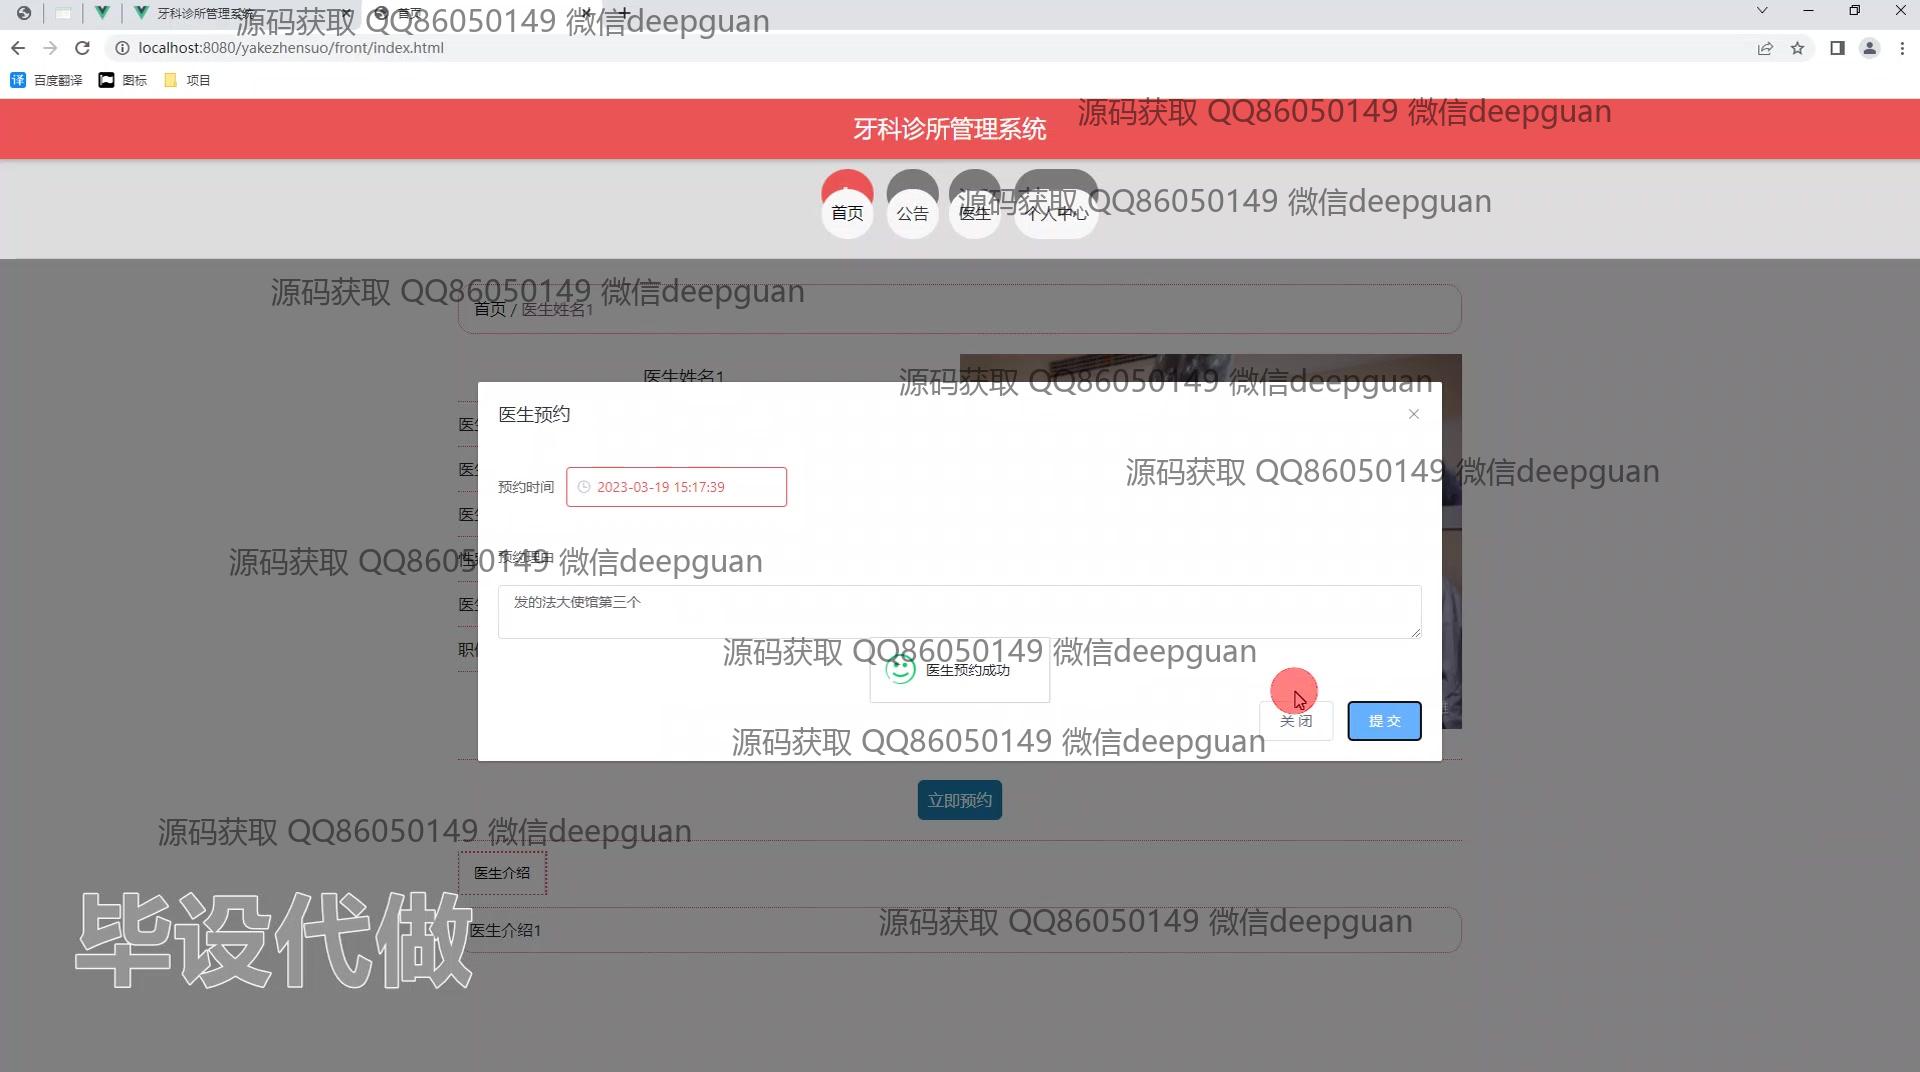 牙科诊所管理系统
首页
源码获取 QQ86050149 微信deepguan
localhost:8080/yakezhensuo/front/index.html
百度翻译
图标
项目
牙科诊所管理系统
源码获取 QQ86050149 微信deepguan
首页
公告
医生
个人中心
源码获取 QQ86050149 微信deepguan
源码获取 QQ86050149 微信deepguan
首页 / 医生姓名1
医生姓名1
源码获取 QQ86050149 微信deepguan
医生预约
预约时间
2023-03-19 15:17:39
源码获取 QQ86050149 微信deepguan
预约理由
源码获取 QQ86050149 微信deepguan
发的法大使馆第三个
源码获取 QQ86050149 微信deepguan
医生预约成功
关闭
提交
源码获取 QQ86050149 微信deepguan
立即预约
源码获取 QQ86050149 微信deepguan
医生介绍
医生介绍1
源码获取 QQ86050149 微信deepguan
毕设代做